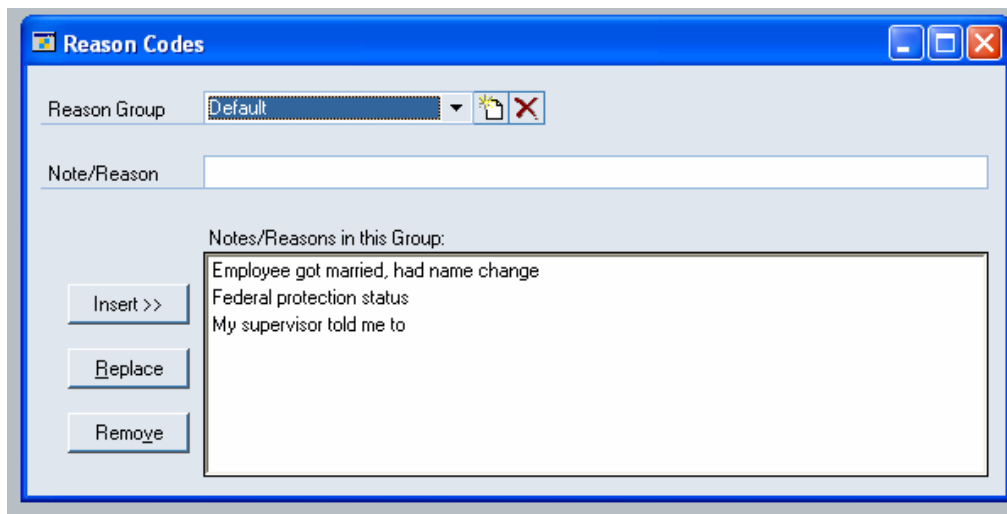 Reason Codes
Reason Group Default
Note/Reason
Notes/Reasons in this Group:
Employee got married, had name change
Federal protection status
My supervisor told me to
Insert >>
Replace
Remove